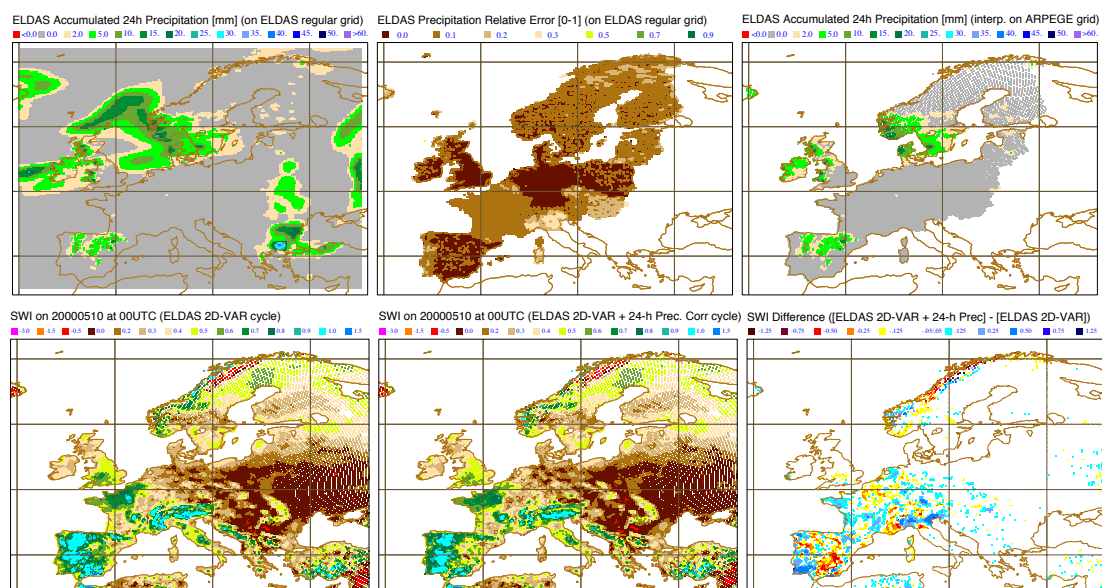 ELDAS Accumulated 24h Precipitation [mm] (on ELDAS regular grid)
<0.0 0.0 2.0 5.0 10. 15. 20. 25. 30. 35. 40. 45. 50. >60.
ELDAS Precipitation Relative Error [0-1] (on ELDAS regular grid)
0.0 0.1 0.2 0.3 0.5 0.7 0.9
ELDAS Accumulated 24h Precipitation [mm] (interp. on ARPEGE grid)
<0.0 0.0 2.0 5.0 10. 15. 20. 25. 30. 35. 40. 45. 50. >60.
SWI on 20000510 at 00UTC (ELDAS 2D-VAR cycle)
-3.0 -1.5 -0.5 0.0 0.2 0.3 0.4 0.5 0.6 0.7 0.8 0.9 1.0 1.5
SWI on 20000510 at 00UTC (ELDAS 2D-VAR + 24-h Prec. Corr cycle)
-3.0 -1.5 -0.5 0.0 0.2 0.3 0.4 0.5 0.6 0.7 0.8 0.9 1.0 1.5
SWI Difference ([ELDAS 2D-VAR + 24-h Prec] - [ELDAS 2D-VAR])
-1.25 -0.75 -0.50 -0.25 -.125 -.05/.05 .125 0.25 0.50 0.75 1.25